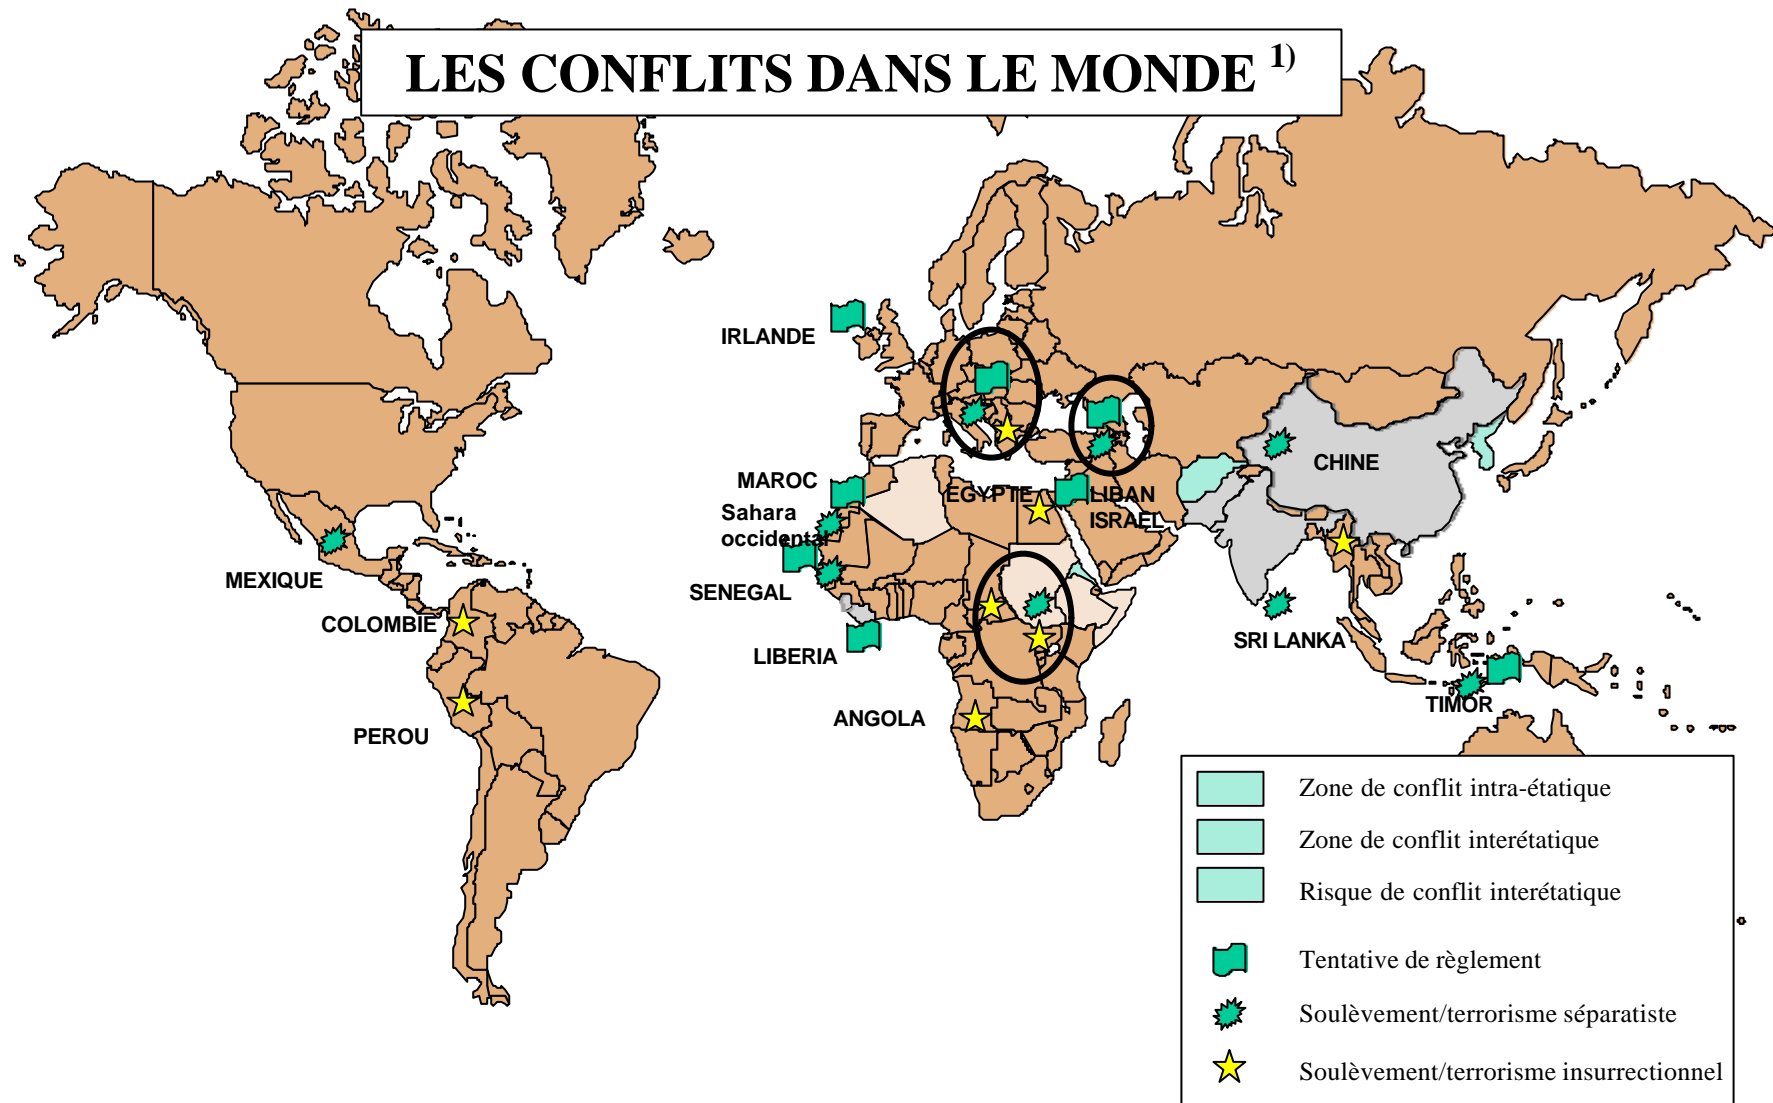 LES CONFLITS DANS LE MONDE 1)
IRLANDE
MAROC
Sahara
occidental
EGYPTE
LIBAN
ISRAEL
CHINE
MEXIQUE
SENEGAL
COLOMBIE
LIBERIA
SRI LANKA
PEROU
ANGOLA
TIMOR
Zone de conflit intra-étatique
Zone de conflit interétatique
Risque de conflit interétatique
Tentative de règlement
Soulèvement/terrorisme séparatiste
Soulèvement/terrorisme insurrectionnel